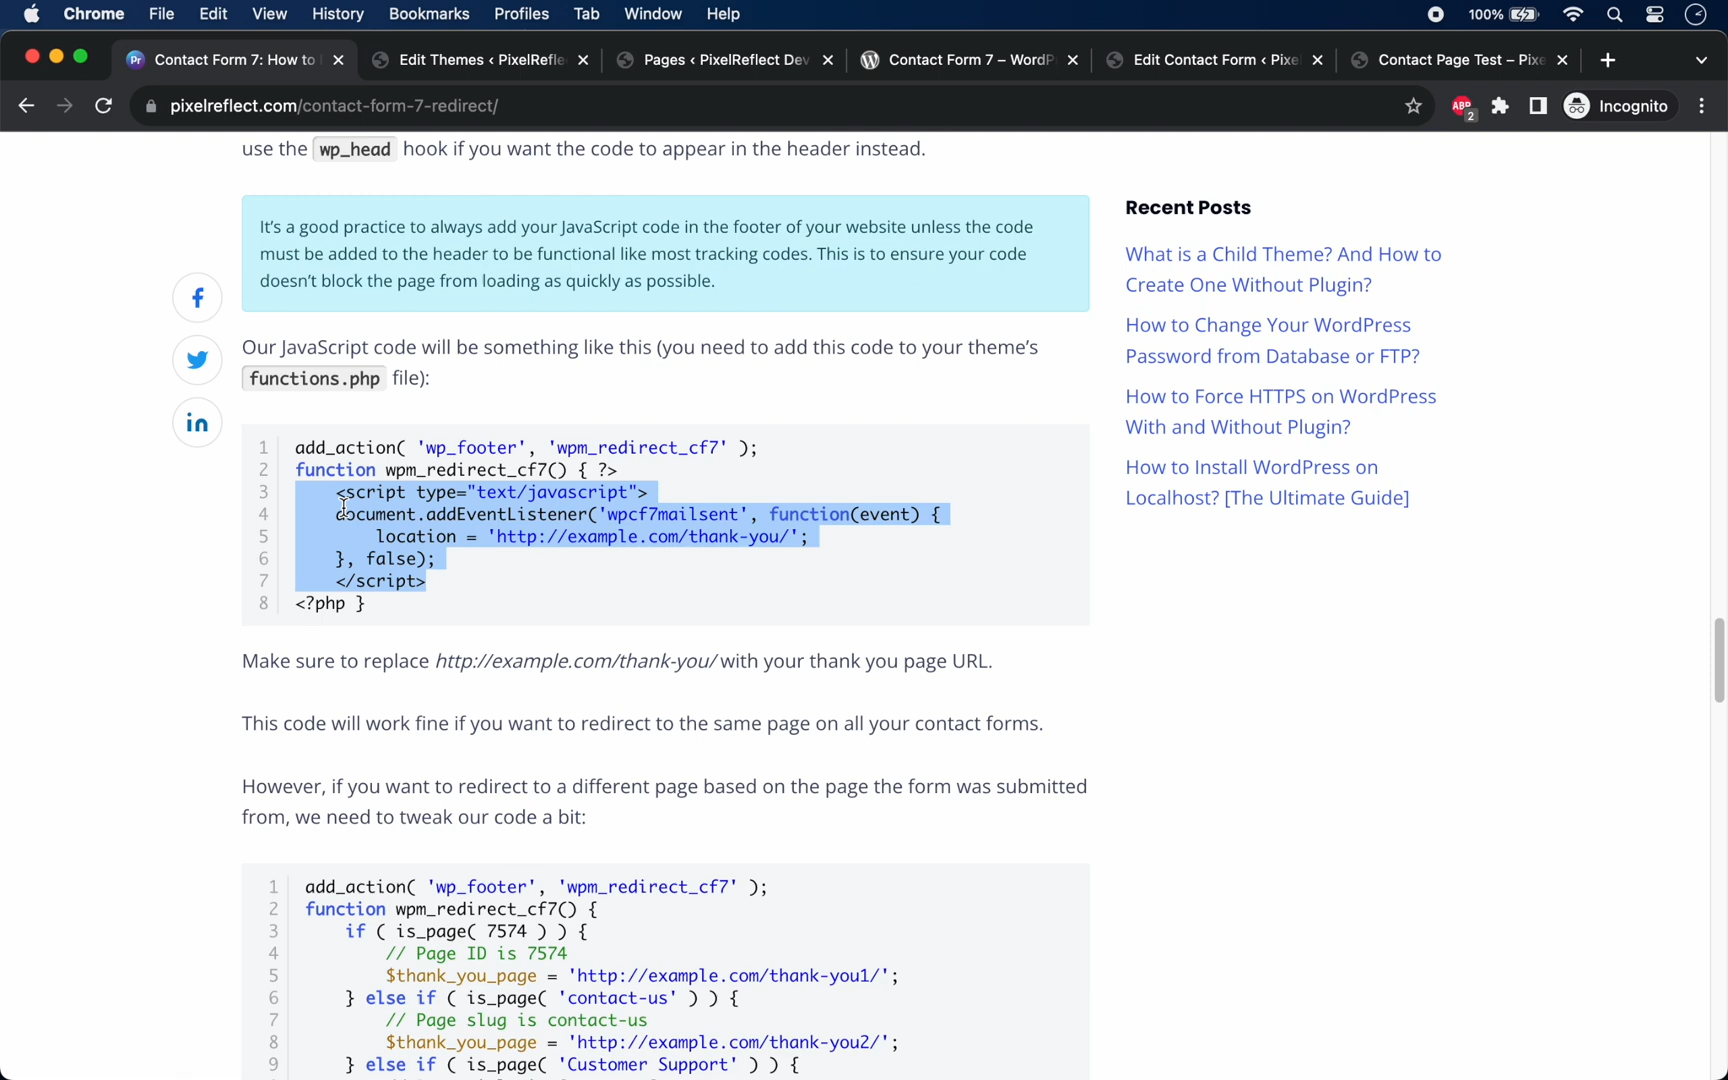 Chrome File Edit View History Bookmarks Profiles Tab Window Help 100%
Contact Form 7: How to Edit Themes ‹ PixelRefle Pages ‹ PixelReflect Dev Contact Form 7 – WordP Edit Contact Form ‹ Pixe Contact Page Test – Pixe
pixelreflect.com/contact-form-7-redirect/ ABP 2 Incognito
use the wp_head hook if you want the code to appear in the header instead.
It's a good practice to always add your JavaScript code in the footer of your website unless the code
must be added to the header to be functional like most tracking codes. This is to ensure your code
doesn't block the page from loading as quickly as possible.
Our JavaScript code will be something like this (you need to add this code to your theme's
functions.php file):
1 add_action( 'wp_footer', 'wpm_redirect_cf7' );
2 function wpm_redirect_cf7() { ?>
3 <script type="text/javascript">
4 document.addEventListener('wpcf7mailsent', function(event) {
5 location = 'http://example.com/thank-you/';
6 }, false);
7 </script>
8 <?php }
Make sure to replace http://example.com/thank-you/ with your thank you page URL.
This code will work fine if you want to redirect to the same page on all your contact forms.
However, if you want to redirect to a different page based on the page the form was submitted
from, we need to tweak our code a bit:
1 add_action( 'wp_footer', 'wpm_redirect_cf7' );
2 function wpm_redirect_cf7() {
3 if ( is_page( 7574 ) ) {
4 // Page ID is 7574
5 $thank_you_page = 'http://example.com/thank-you1/';
6 } else if ( is_page( 'contact-us' ) ) {
7 // Page slug is contact-us
8 $thank_you_page = 'http://example.com/thank-you2/';
9 } else if ( is_page( 'Customer Support' ) ) {
Recent Posts
What is a Child Theme? And How to
Create One Without Plugin?
How to Change Your WordPress
Password from Database or FTP?
How to Force HTTPS on WordPress
With and Without Plugin?
How to Install WordPress on
Localhost? [The Ultimate Guide]